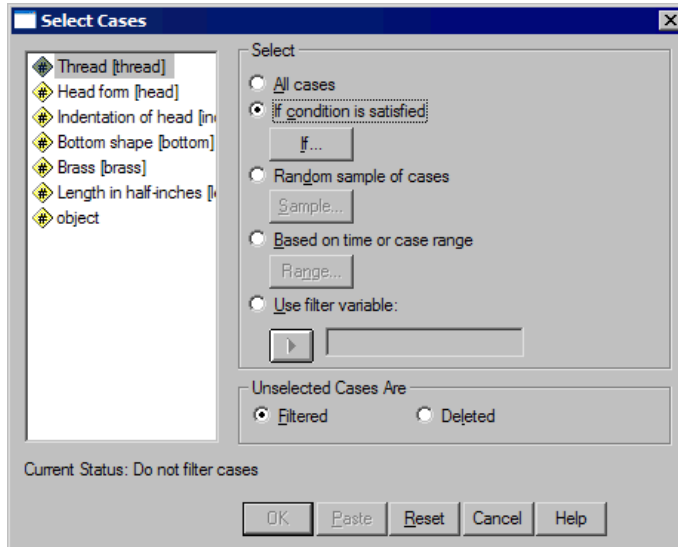 Select Cases
Thread [thread]
Head form [head]
Indentation of head [in
Bottom shape [bottom]
Brass [brass]
Length in half-inches [l
object
Select
All cases
If condition is satisfied
If...
Random sample of cases
Sample...
Based on time or case range
Range...
Use filter variable:
Unselected Cases Are
Filtered
Deleted
Current Status: Do not filter cases
OK Paste Reset Cancel Help